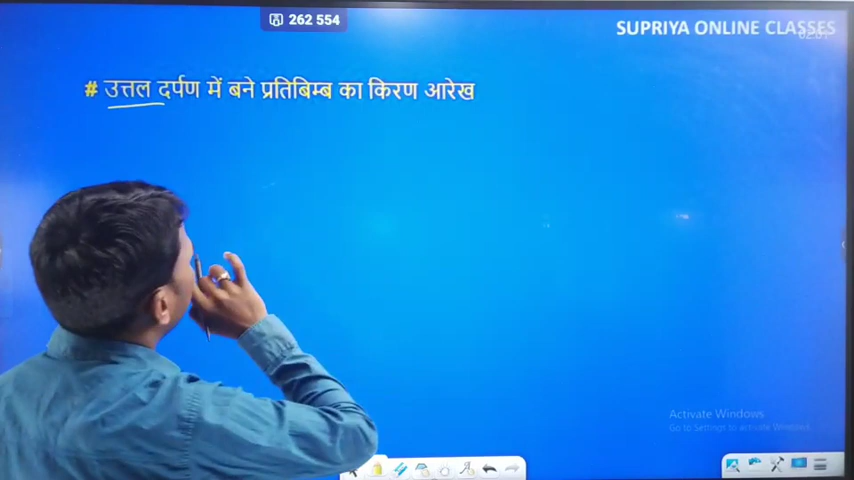 262 554
SUPRIYA ONLINE CLASSES
# उत्तल दर्पण में बने प्रतिबिम्ब का किरण आरेख
Activate Windows
Go to Settings to activate Windows.